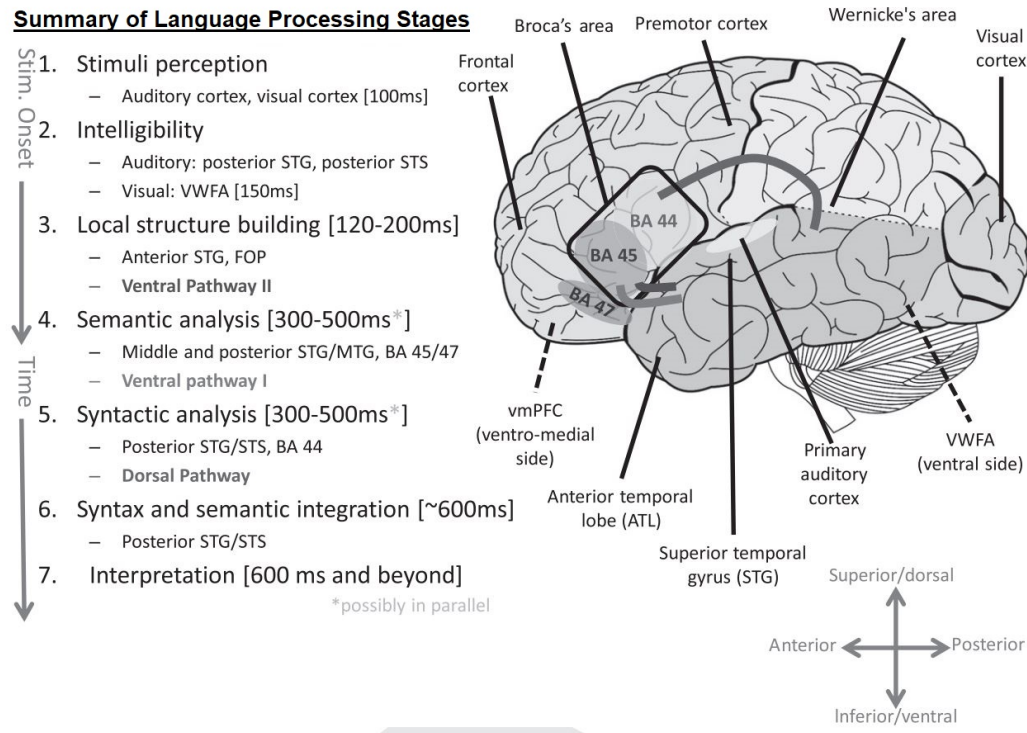 Summary of Language Processing Stages
Stim. Onset
Time
1. Stimuli perception
– Auditory cortex, visual cortex [100ms]
2. Intelligibility
– Auditory: posterior STG, posterior STS
– Visual: VWFA [150ms]
3. Local structure building [120-200ms]
– Anterior STG, FOP
– Ventral Pathway II
4. Semantic analysis [300-500ms*]
– Middle and posterior STG/MTG, BA 45/47
– Ventral pathway I
5. Syntactic analysis [300-500ms*]
– Posterior STG/STS, BA 44
– Dorsal Pathway
6. Syntax and semantic integration [~600ms]
– Posterior STG/STS
7. Interpretation [600 ms and beyond]
*possibly in parallel
Frontal
cortex
Broca's area
Premotor cortex
Wernicke's area
Visual
cortex
BA 44
BA 45
BA 47
vmPFC
(ventro-medial
side)
Anterior temporal
lobe (ATL)
Superior temporal
gyrus (STG)
Primary
auditory
cortex
VWFA
(ventral side)
Superior/dorsal
Anterior
Posterior
Inferior/ventral